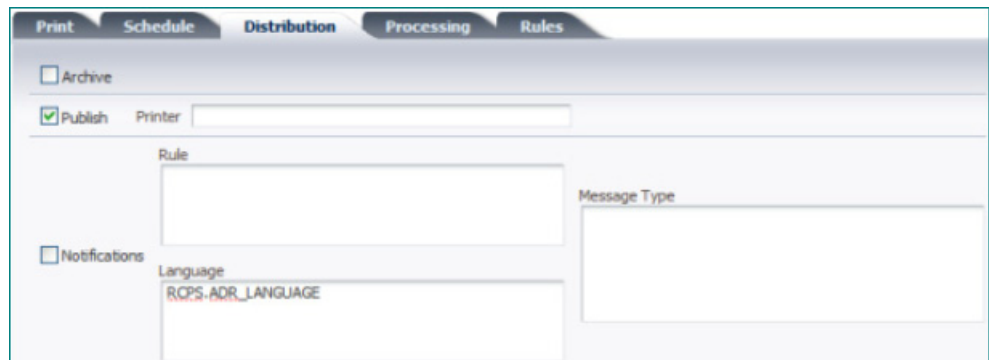 Print Schedule Distribution Processing Rules
Archive
Publish Printer
Rule
Message Type
Notifications
Language
RCPS.ADR_LANGUAGE